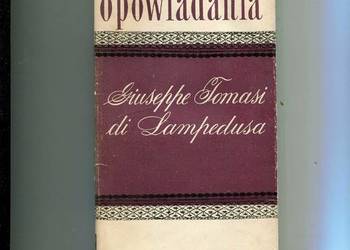 opowiadania
Giuseppe Tomasi
di Lampedusa